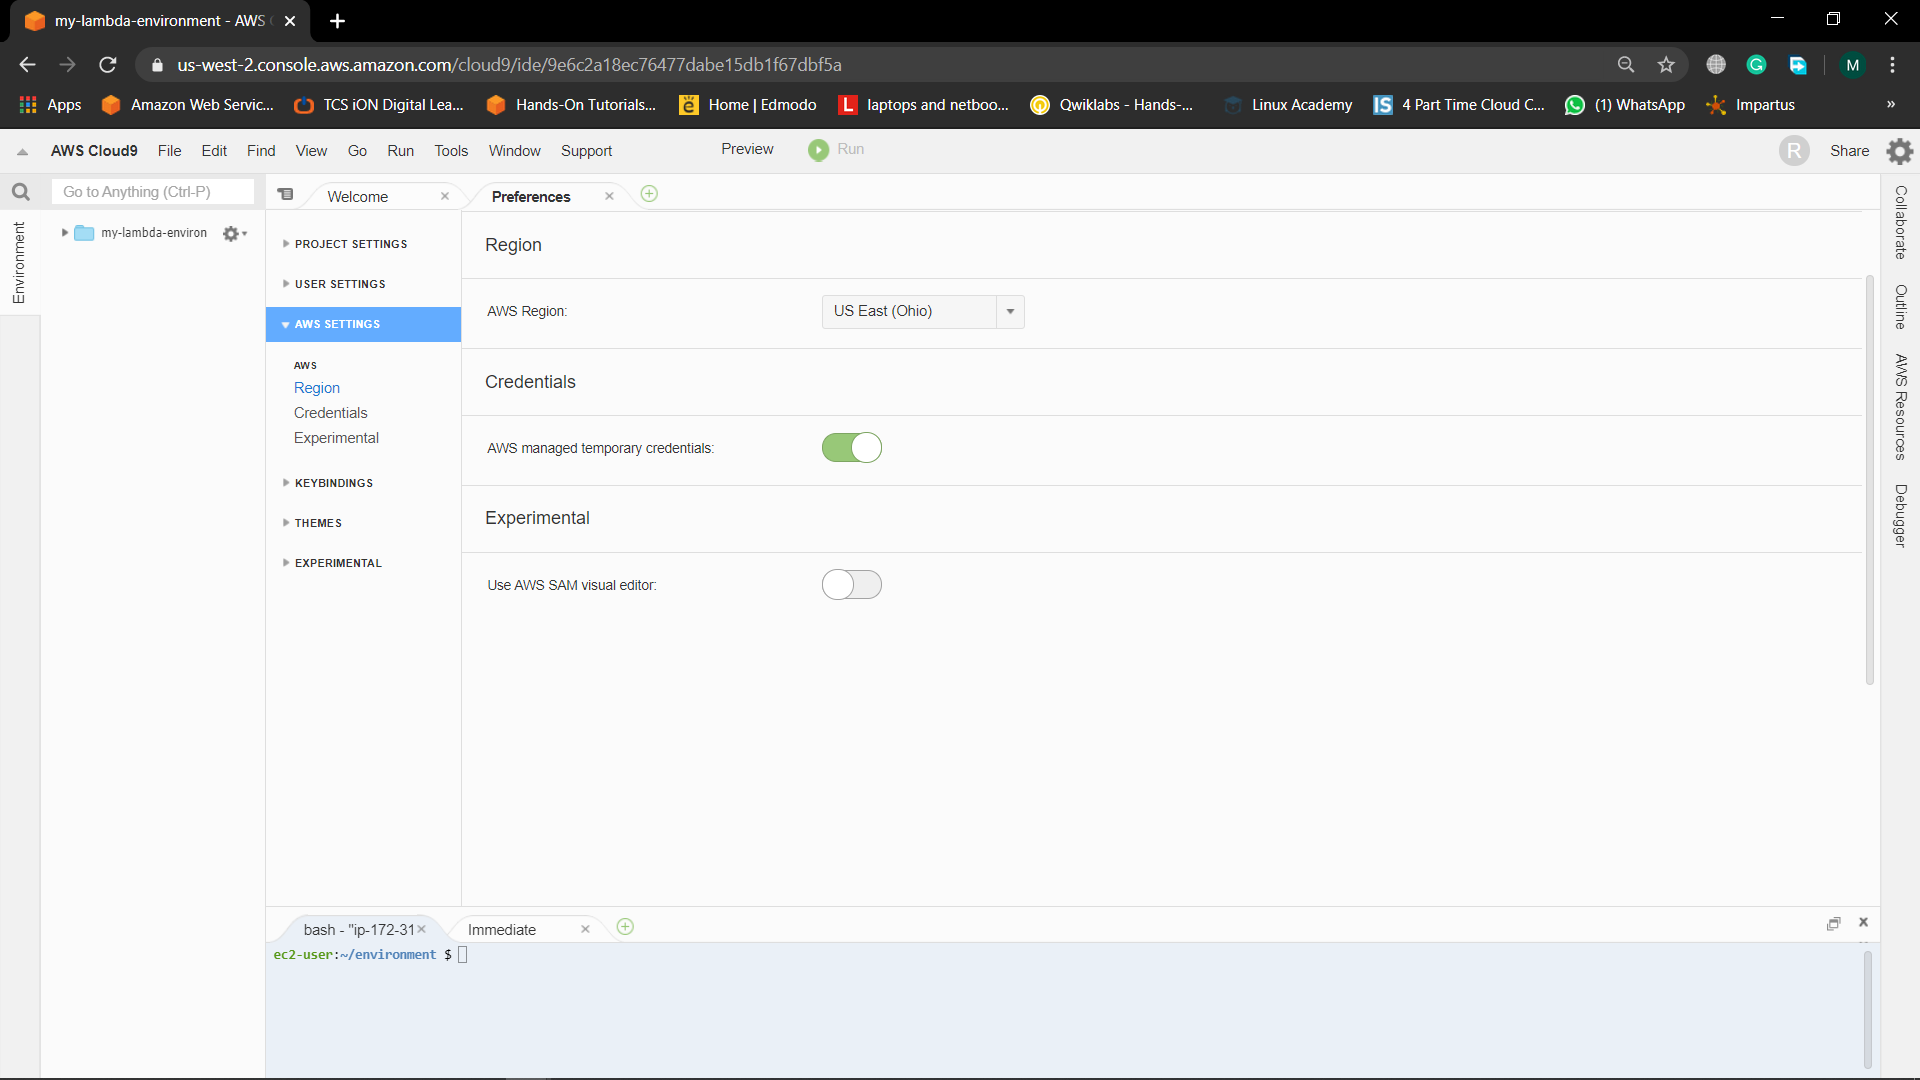 my-lambda-environment - AWS
us-west-2.console.aws.amazon.com/cloud9/ide/9e6c2a18ec76477dabe15db1f67dbf5a
M
Apps
Amazon Web Servic...
TCS iON Digital Lea...
Hands-On Tutorials...
Home | Edmodo
L
laptops and netboo...
Qwiklabs - Hands-...
Linux Academy
IS
4 Part Time Cloud C...
(1) WhatsApp
Impartus
»
AWS Cloud9 File Edit Find View Go Run Tools Window Support
Preview
Run
R
Share
Go to Anything (Ctrl-P)
Welcome
Preferences
Environment
my-lambda-environ
PROJECT SETTINGS
USER SETTINGS
AWS SETTINGS
AWS
Region
Credentials
Experimental
KEYBINDINGS
THEMES
EXPERIMENTAL
Region
AWS Region:
US East (Ohio)
Credentials
AWS managed temporary credentials:
Experimental
Use AWS SAM visual editor:
Collaborate
Outline
AWS Resources
Debugger
bash - "ip-172-31
Immediate
ec2-user:~/environment $